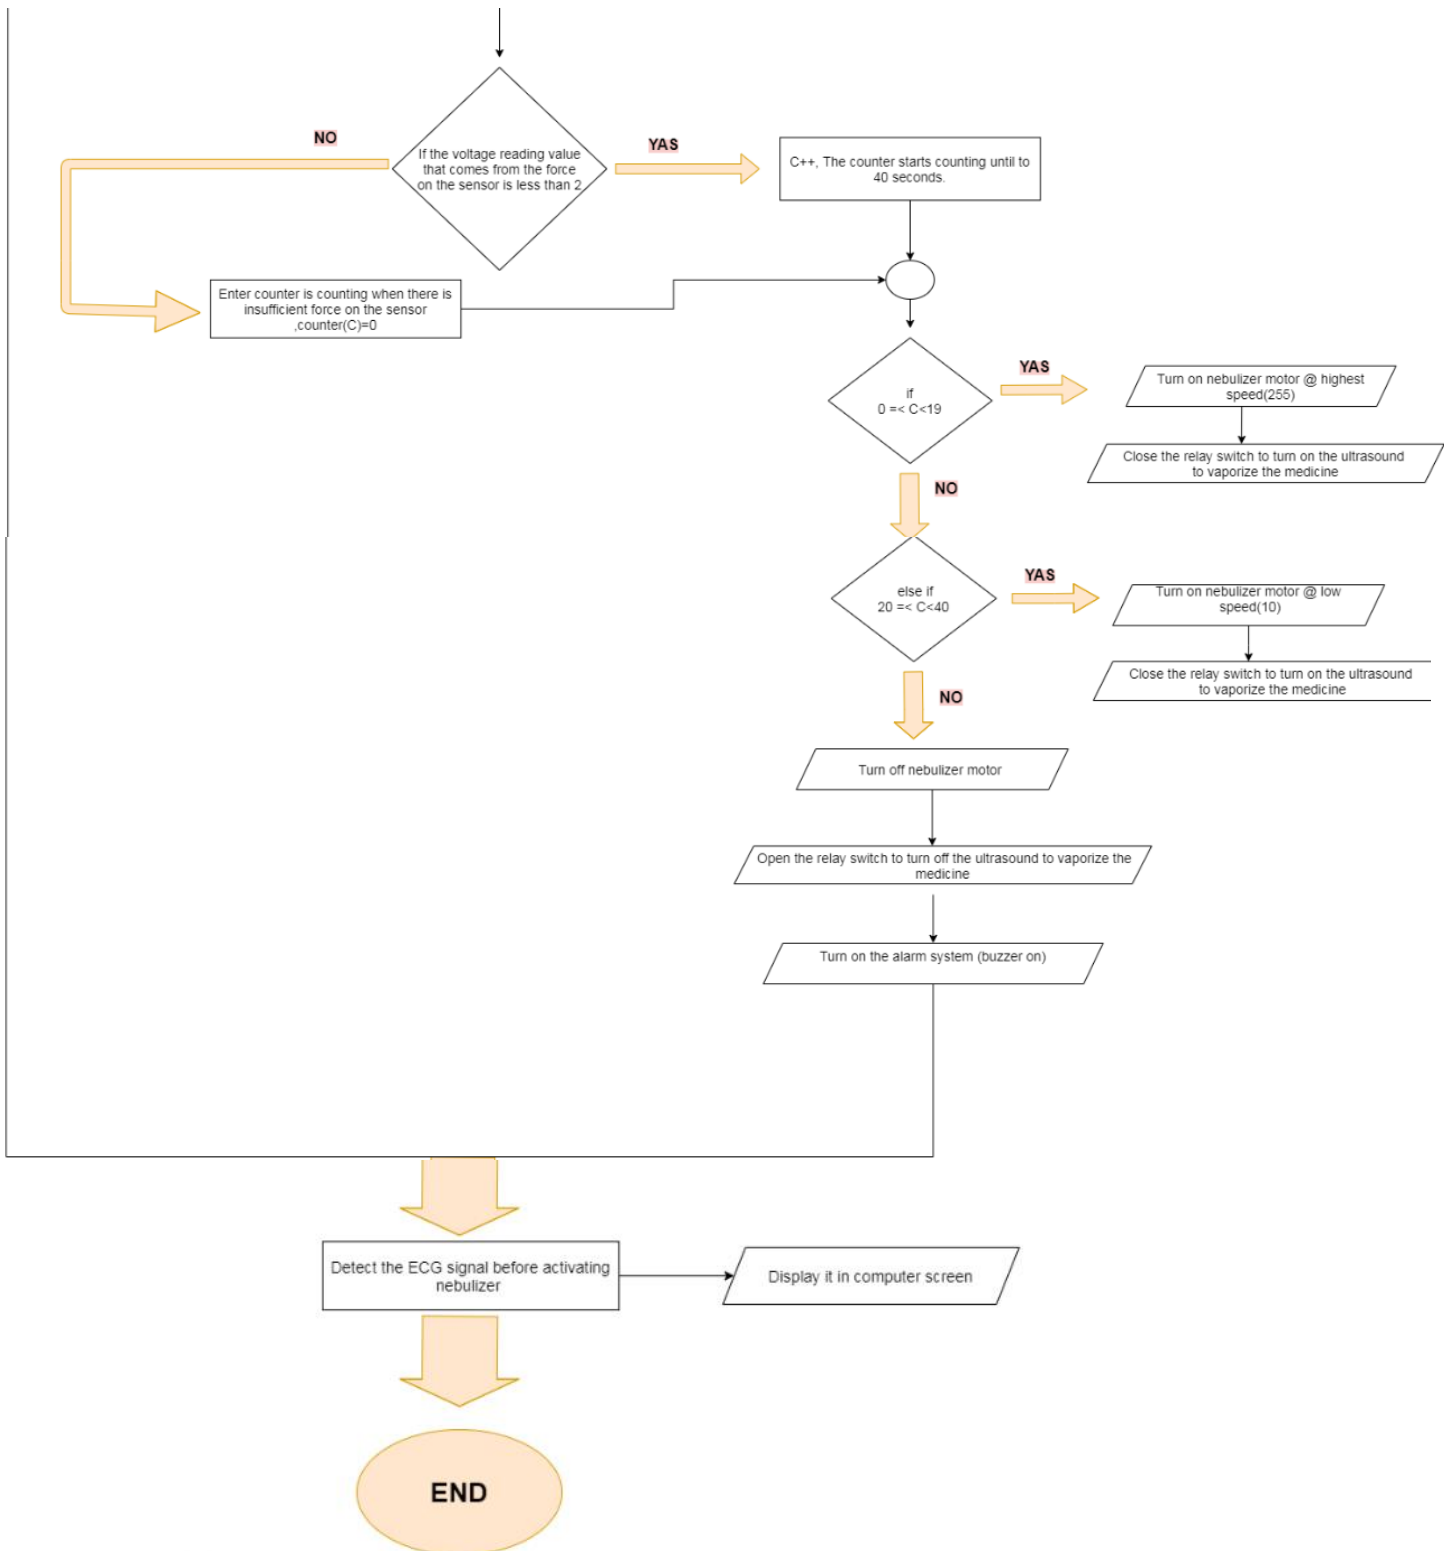 NO
If the voltage reading value
that comes from the force
on the sensor is less than 2
YAS
C++, The counter starts counting until to
40 seconds.
Enter counter is counting when there is
insufficient force on the sensor
,counter(C)=0
if
0 =< C<19
YAS
Turn on nebulizer motor @ highest
speed(255)
Close the relay switch to turn on the ultrasound
to vaporize the medicine
NO
else if
20 =< C<40
YAS
Turn on nebulizer motor @ low
speed(10)
Close the relay switch to turn on the ultrasound
to vaporize the medicine
NO
Turn off nebulizer motor
Open the relay switch to turn off the ultrasound to vaporize the
medicine
Turn on the alarm system (buzzer on)
Detect the ECG signal before activating
nebulizer
Display it in computer screen
END